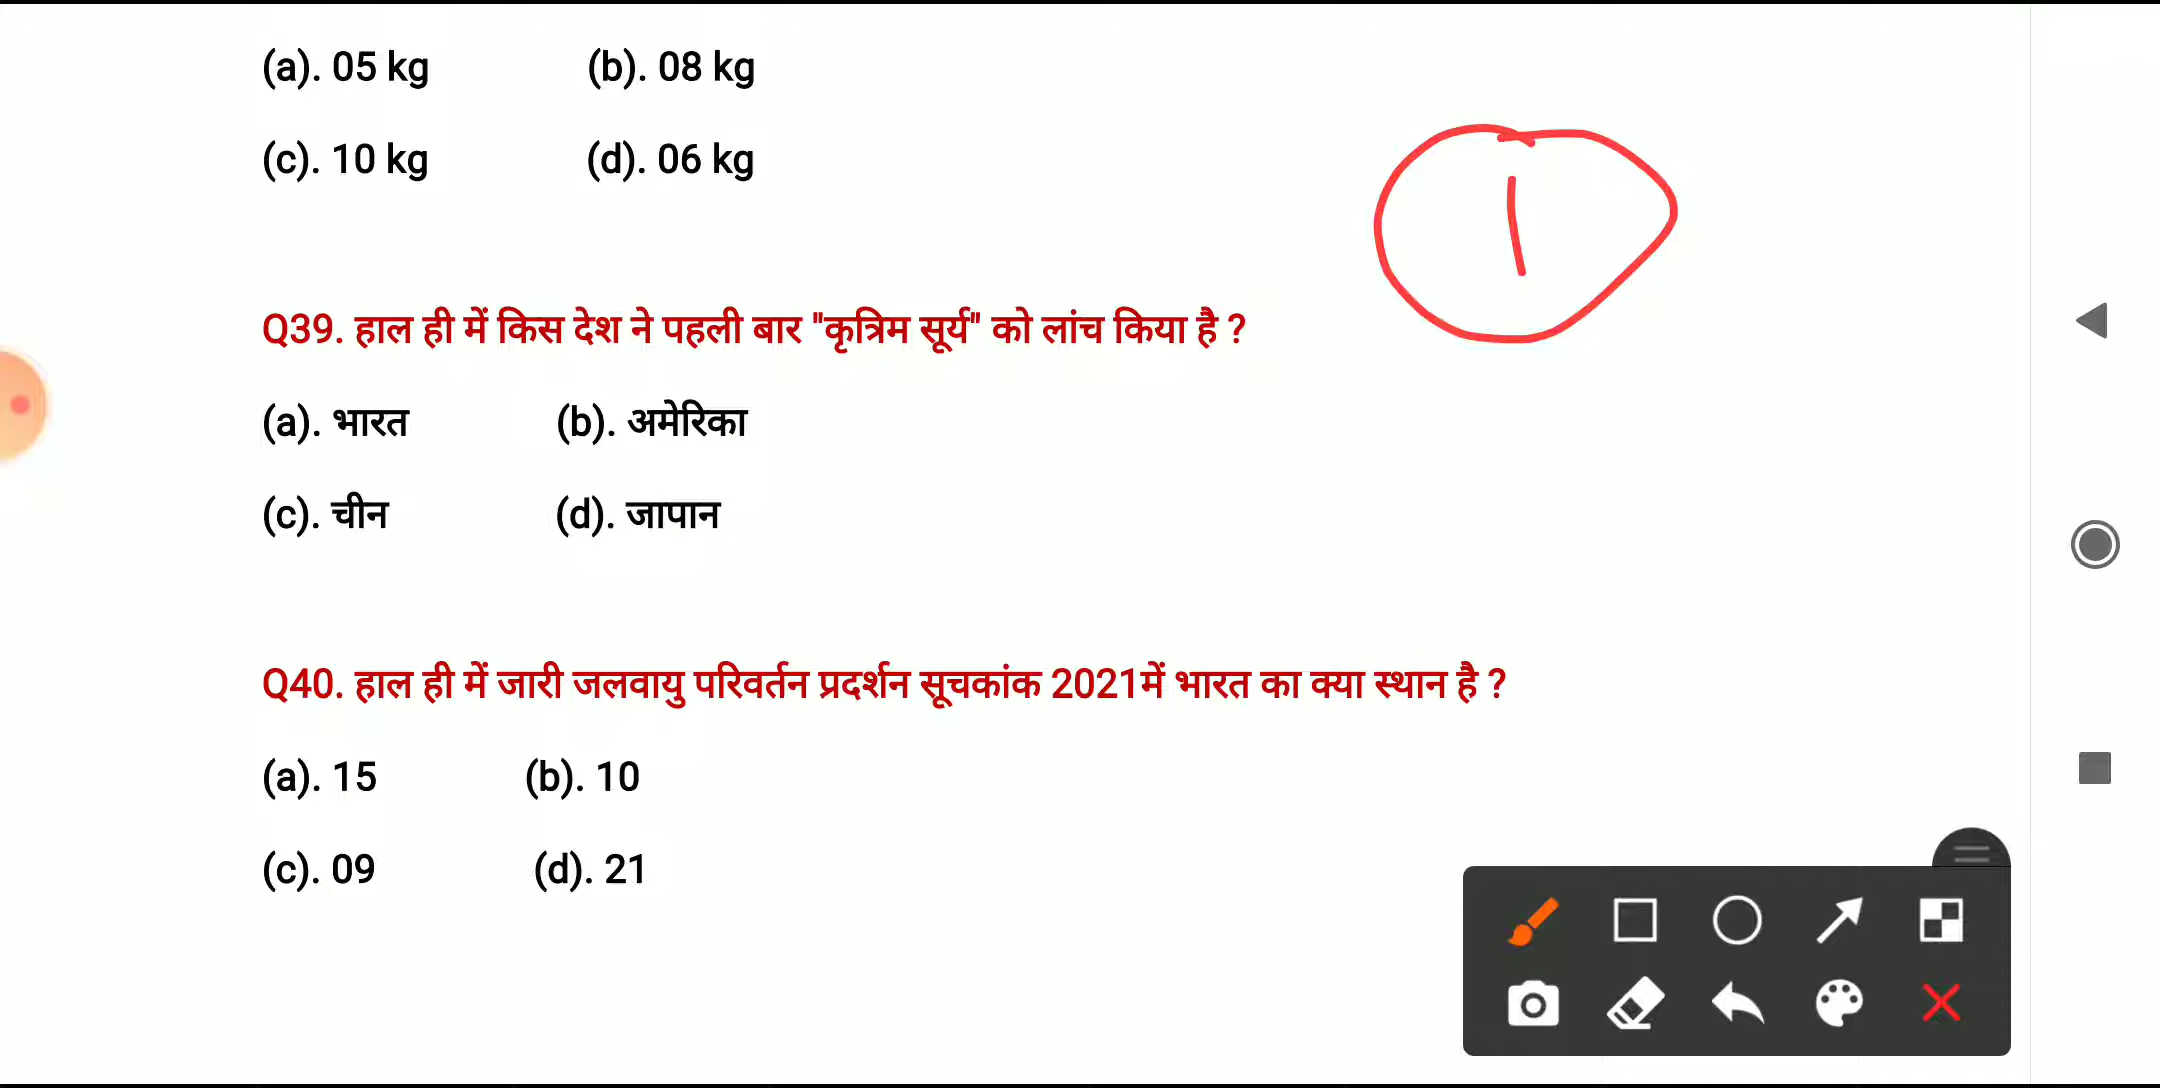 (a). 05 kg (b). 08 kg
(c). 10 kg (d). 06 kg
1
Q39. हाल ही में किस देश ने पहली बार "कृत्रिम सूर्य" को लांच किया है ?
(a). भारत (b). अमेरिका
(c). चीन (d). जापान
Q40. हाल ही में जारी जलवायु परिवर्तन प्रदर्शन सूचकांक 2021में भारत का क्या स्थान है ?
(a). 15 (b). 10
(c). 09 (d). 21